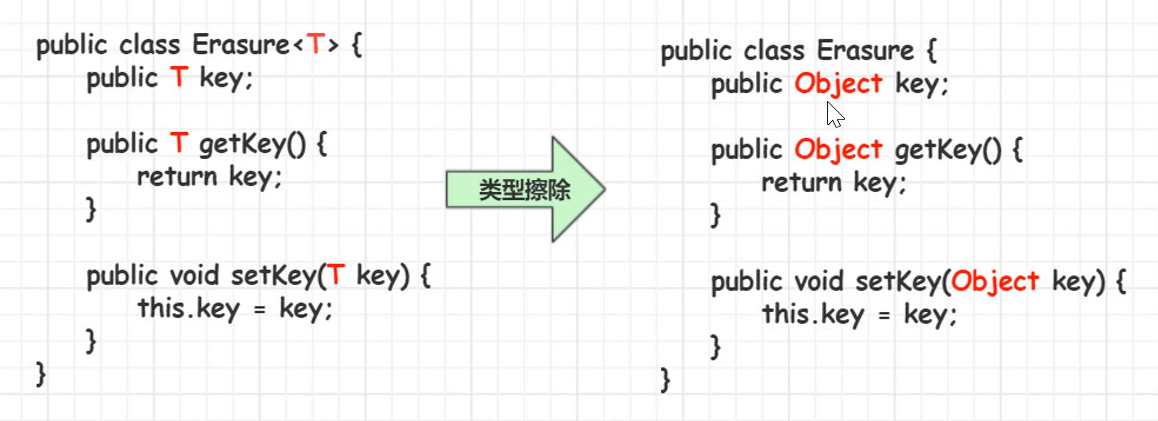 public class Erasure<T> {
public T key;
public T getKey() {
return key;
}
public void setKey(T key) {
this.key = key;
}
}
类型擦除
public class Erasure {
public Object key;
public Object getKey() {
return key;
}
public void setKey(Object key) {
this.key = key;
}
}